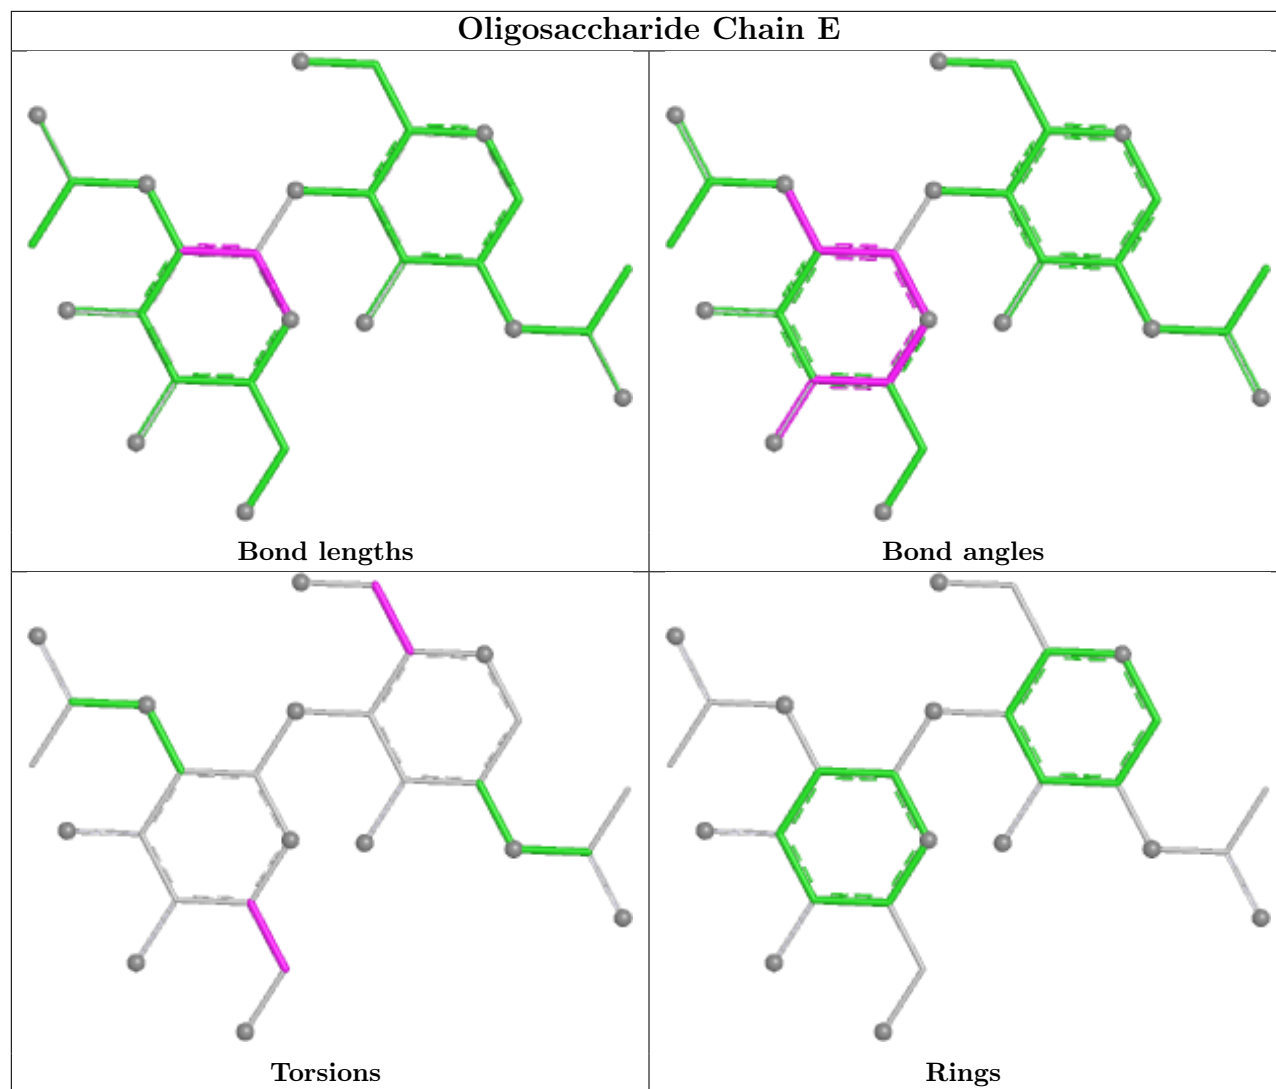 Oligosaccharide Chain E
Bond lengths
Bond angles
Torsions
Rings